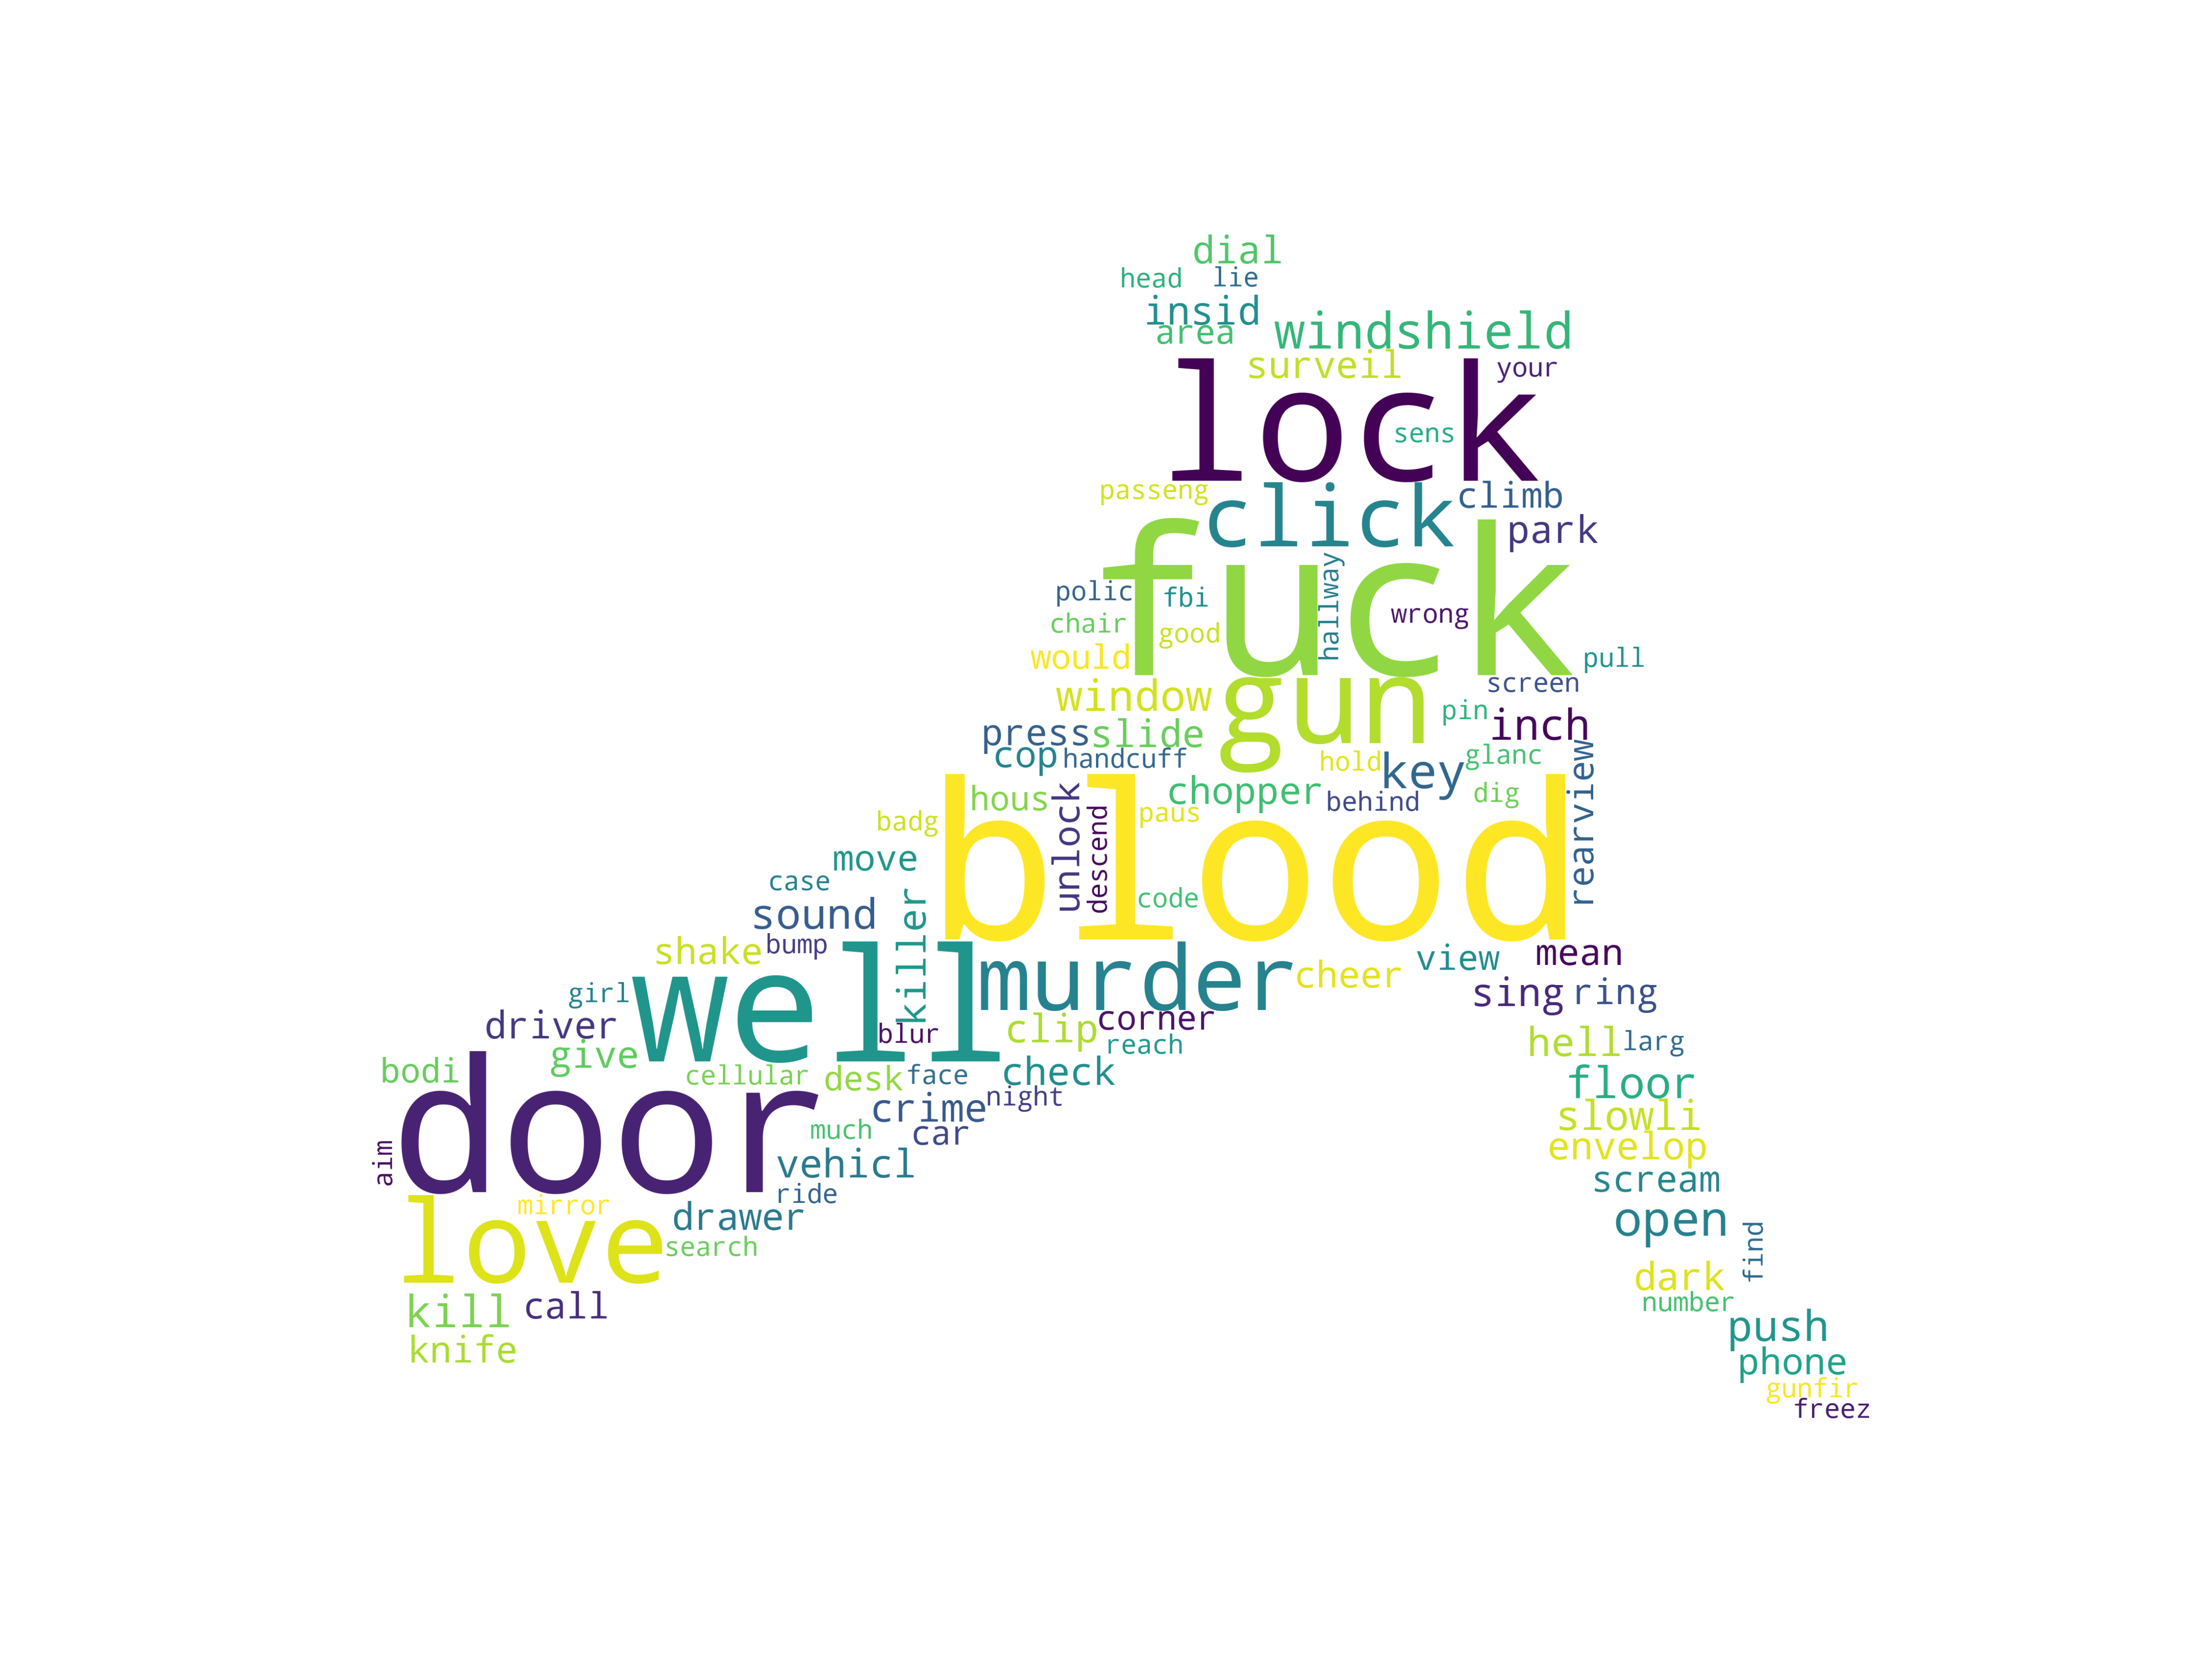 dial
head lie
insid
area windshield
surveil your
lock
sens
passeng click climb
park
fuck
hallway
polic fbi wrong
chair good
would pull
window gun screen
pin inch
press slide
cop handcuff hold key glanc
rearview
hous chopper behind dig
badg unlock descend paus
blood
move
case code
sound killer
shake bump
well murder cheer view mean
girl sing ring
driver blur clip corner
give reach hell larg
bodi cellular desk face check floor
door crime night slowli
much car envelop
aim vehicl scream
ride
love mirror drawer open find
search
kill call dark
number
knife push
phone
gunfir
freez